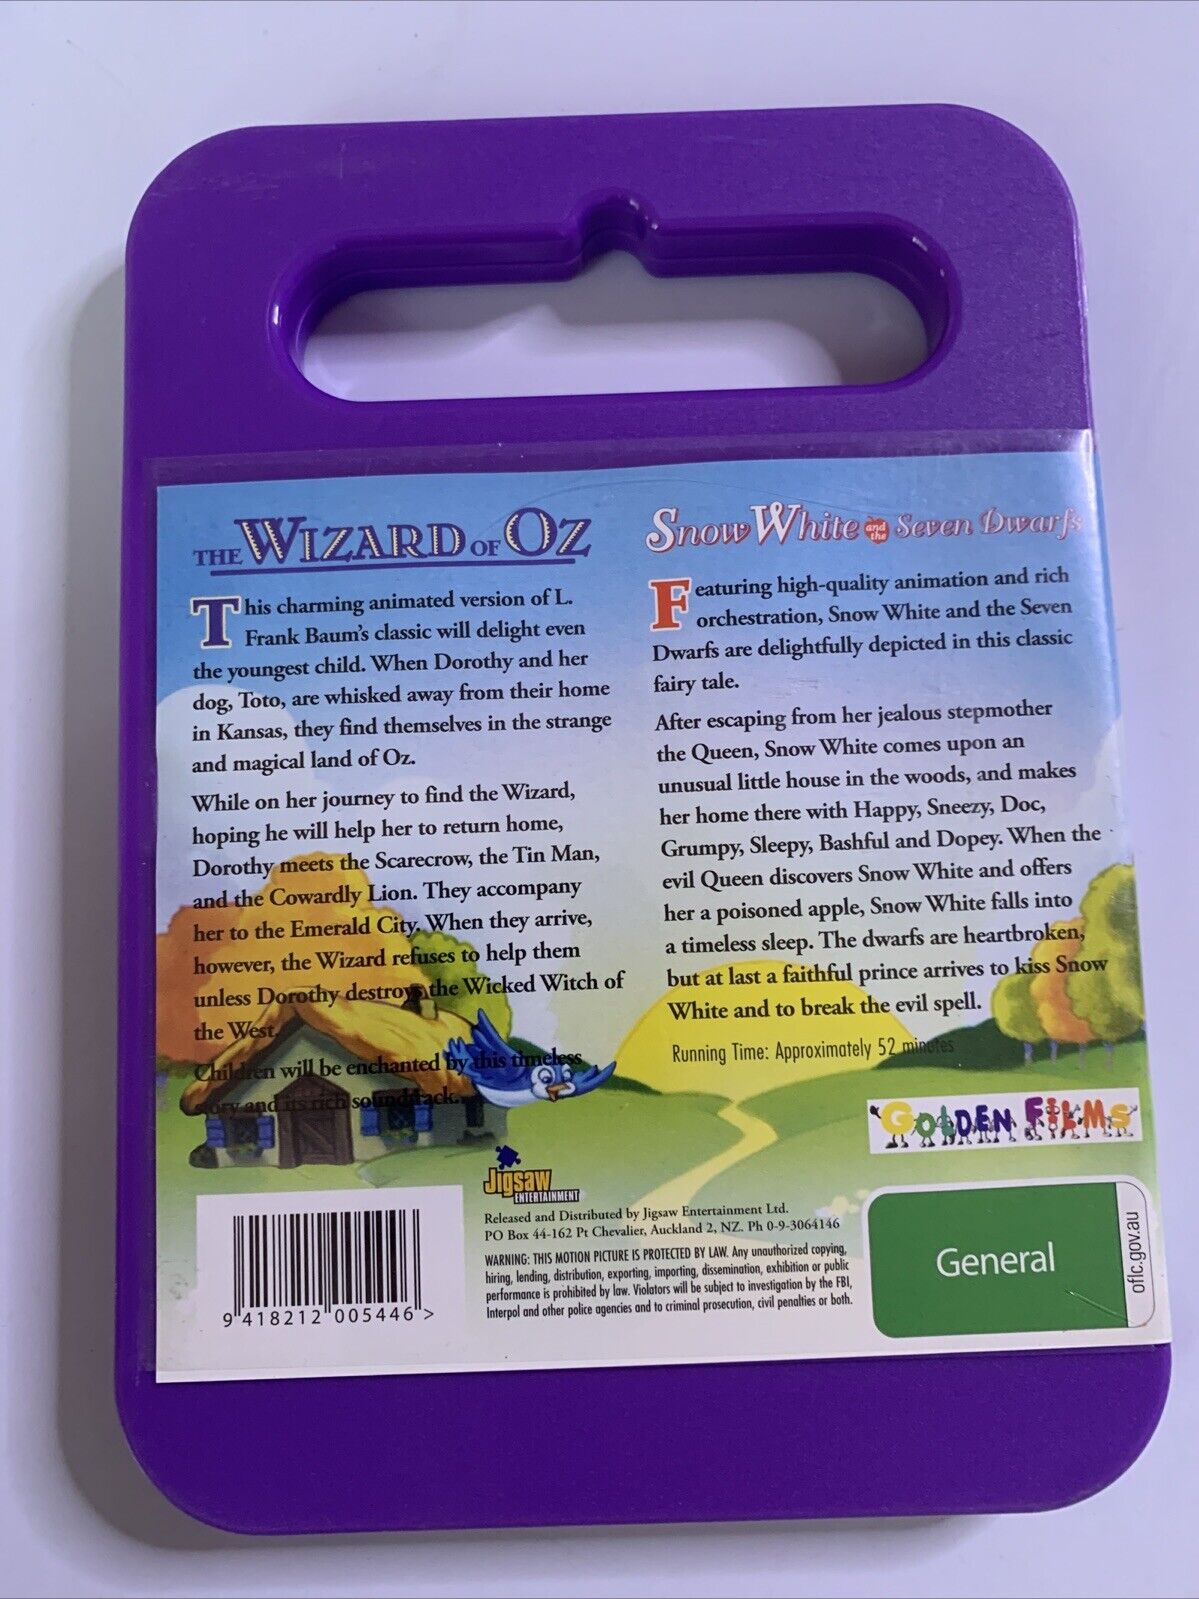 THE WIZARD OF OZ
This charming animated version of L.
Frank Baum's classic will delight even
the youngest child. When Dorothy and her
dog, Toto, are whisked away from their home
in Kansas, they find themselves in the strange
and magical land of Oz.
While on her journey to find the Wizard,
hoping he will help her to return home,
Dorothy meets the Scarecrow, the Tin Man,
and the Cowardly Lion. They accompany
her to the Emerald City. When they arrive,
however, the Wizard refuses to help them
unless Dorothy destroys the Wicked Witch of
the West.
Children will be enchanted by this timeless
story and its rich soundtrack.
Snow White and the Seven Dwarfs
Featuring high-quality animation and rich
orchestration, Snow White and the Seven
Dwarfs are delightfully depicted in this classic
fairy tale.
After escaping from her jealous stepmother
the Queen, Snow White comes upon an
unusual little house in the woods, and makes
her home there with Happy, Sneezy, Doc,
Grumpy, Sleepy, Bashful and Dopey. When the
evil Queen discovers Snow White and offers
her a poisoned apple, Snow White falls into
a timeless sleep. The dwarfs are heartbroken,
but at last a faithful prince arrives to kiss Snow
White and to break the evil spell.
Running Time: Approximately 52 minutes
GOLDEN FILMS
Jigsaw
ENTERTAINMENT
Released and Distributed by Jigsaw Entertainment Ltd.
PO Box 44-162 Pt Chevalier, Auckland 2, NZ. Ph 0-9-3064146
WARNING: THIS MOTION PICTURE IS PROTECTED BY LAW. Any unauthorized copying,
hiring, lending, distribution, exporting, importing, dissemination, exhibition or public
performance is prohibited by law. Violators will be subject to investigation by the FBI,
Interpol and other police agencies and to criminal prosecution, civil penalties or both.
9 418212 005446 >
General
oflc.gov.au